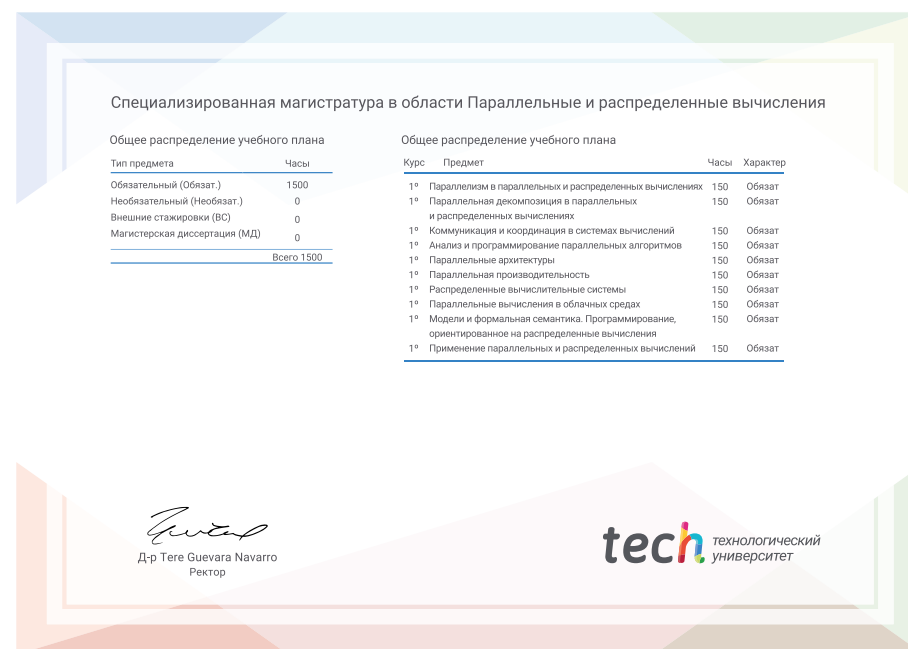 Специализированная магистратура в области Параллельные и распределенные вычисления
Общее распределение учебного плана
Тип предмета Часы
Обязательный (Обязат.) 1500
Необязательный (Необязат.) 0
Внешние стажировки (ВС) 0
Магистерская диссертация (МД) 0
Всего 1500
Общее распределение учебного плана
Курс Предмет Часы Характер
1º Параллелизм в параллельных и распределенных вычислениях 150 Обязат
1º Параллельная декомпозиция в параллельных 150 Обязат
и распределенных вычислениях
1º Коммуникация и координация в системах вычислений 150 Обязат
1º Анализ и программирование параллельных алгоритмов 150 Обязат
1º Параллельные архитектуры 150 Обязат
1º Параллельная производительность 150 Обязат
1º Распределенные вычислительные системы 150 Обязат
1º Параллельные вычисления в облачных средах 150 Обязат
1º Модели и формальная семантика. Программирование, 150 Обязат
ориентированное на распределенные вычисления
1º Применение параллельных и распределенных вычислений 150 Обязат
Д-р Tere Guevara Navarro
Ректор
tech технологический
университет